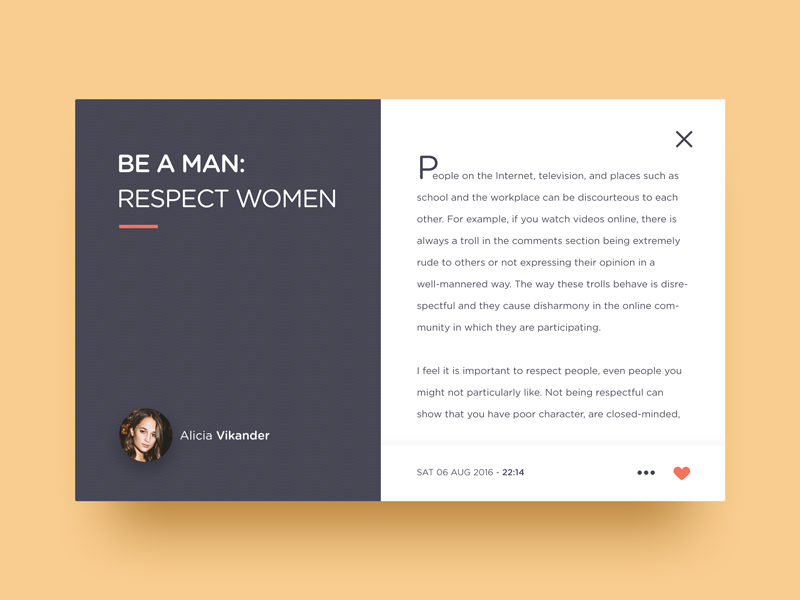 BE A MAN:
RESPECT WOMEN
Alicia Vikander
People on the Internet, television, and places such as
school and the workplace can be discourteous to each
other. For example, if you watch videos online, there is
always a troll in the comments section being extremely
rude to others or not expressing their opinion in a
well-mannered way. The way these trolls behave is disre-
spectful and they cause disharmony in the online com-
munity in which they are participating.
I feel it is important to respect people, even people you
might not particularly like. Not being respectful can
show that you have poor character, are closed-minded,
SAT 06 AUG 2016 - 22:14